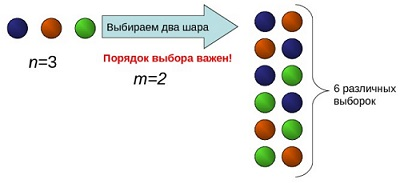 Выбираем два шара
Порядок выбора важен!
n=3
m=2
6 различных
выборок